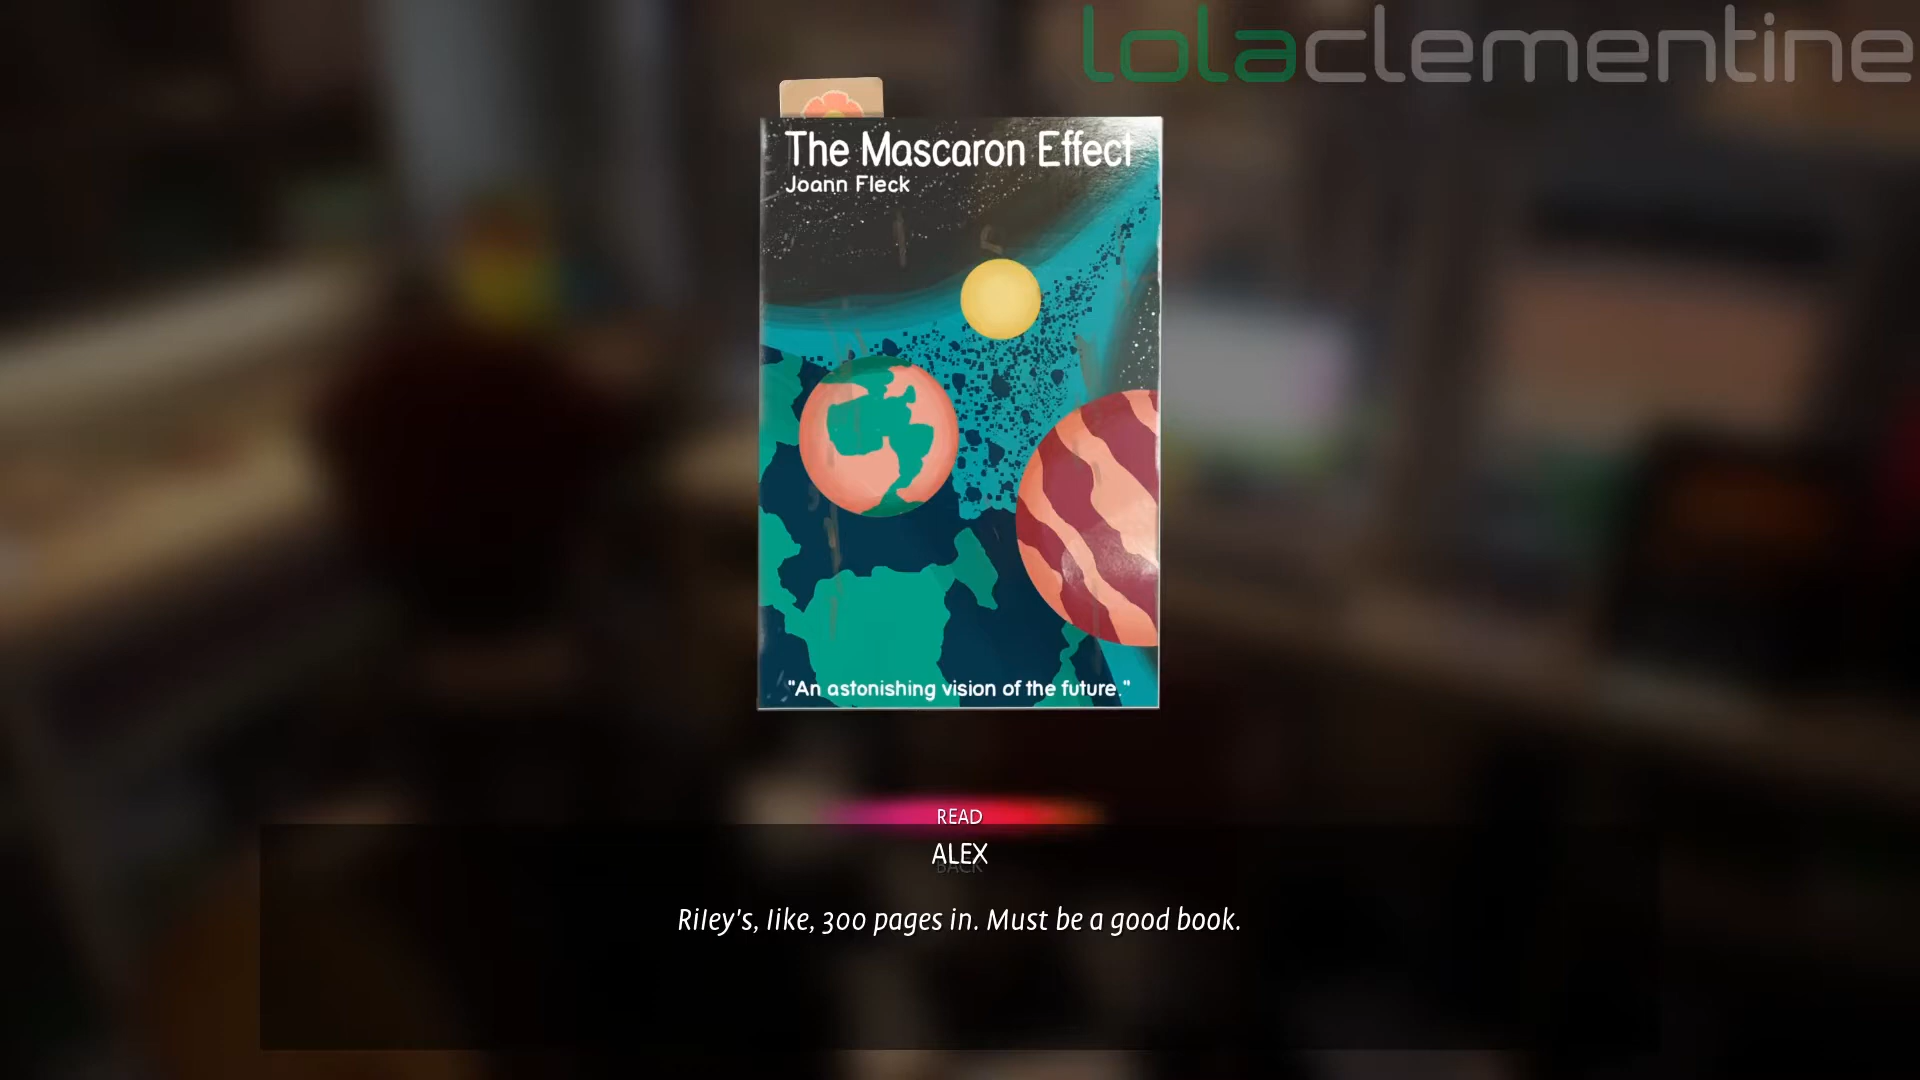 lolaclementine
The Mascaron Effect
Joann Fleck
"An astonishing vision of the future."
READ
ALEX
BACK
Riley's, like, 300 pages in. Must be a good book.